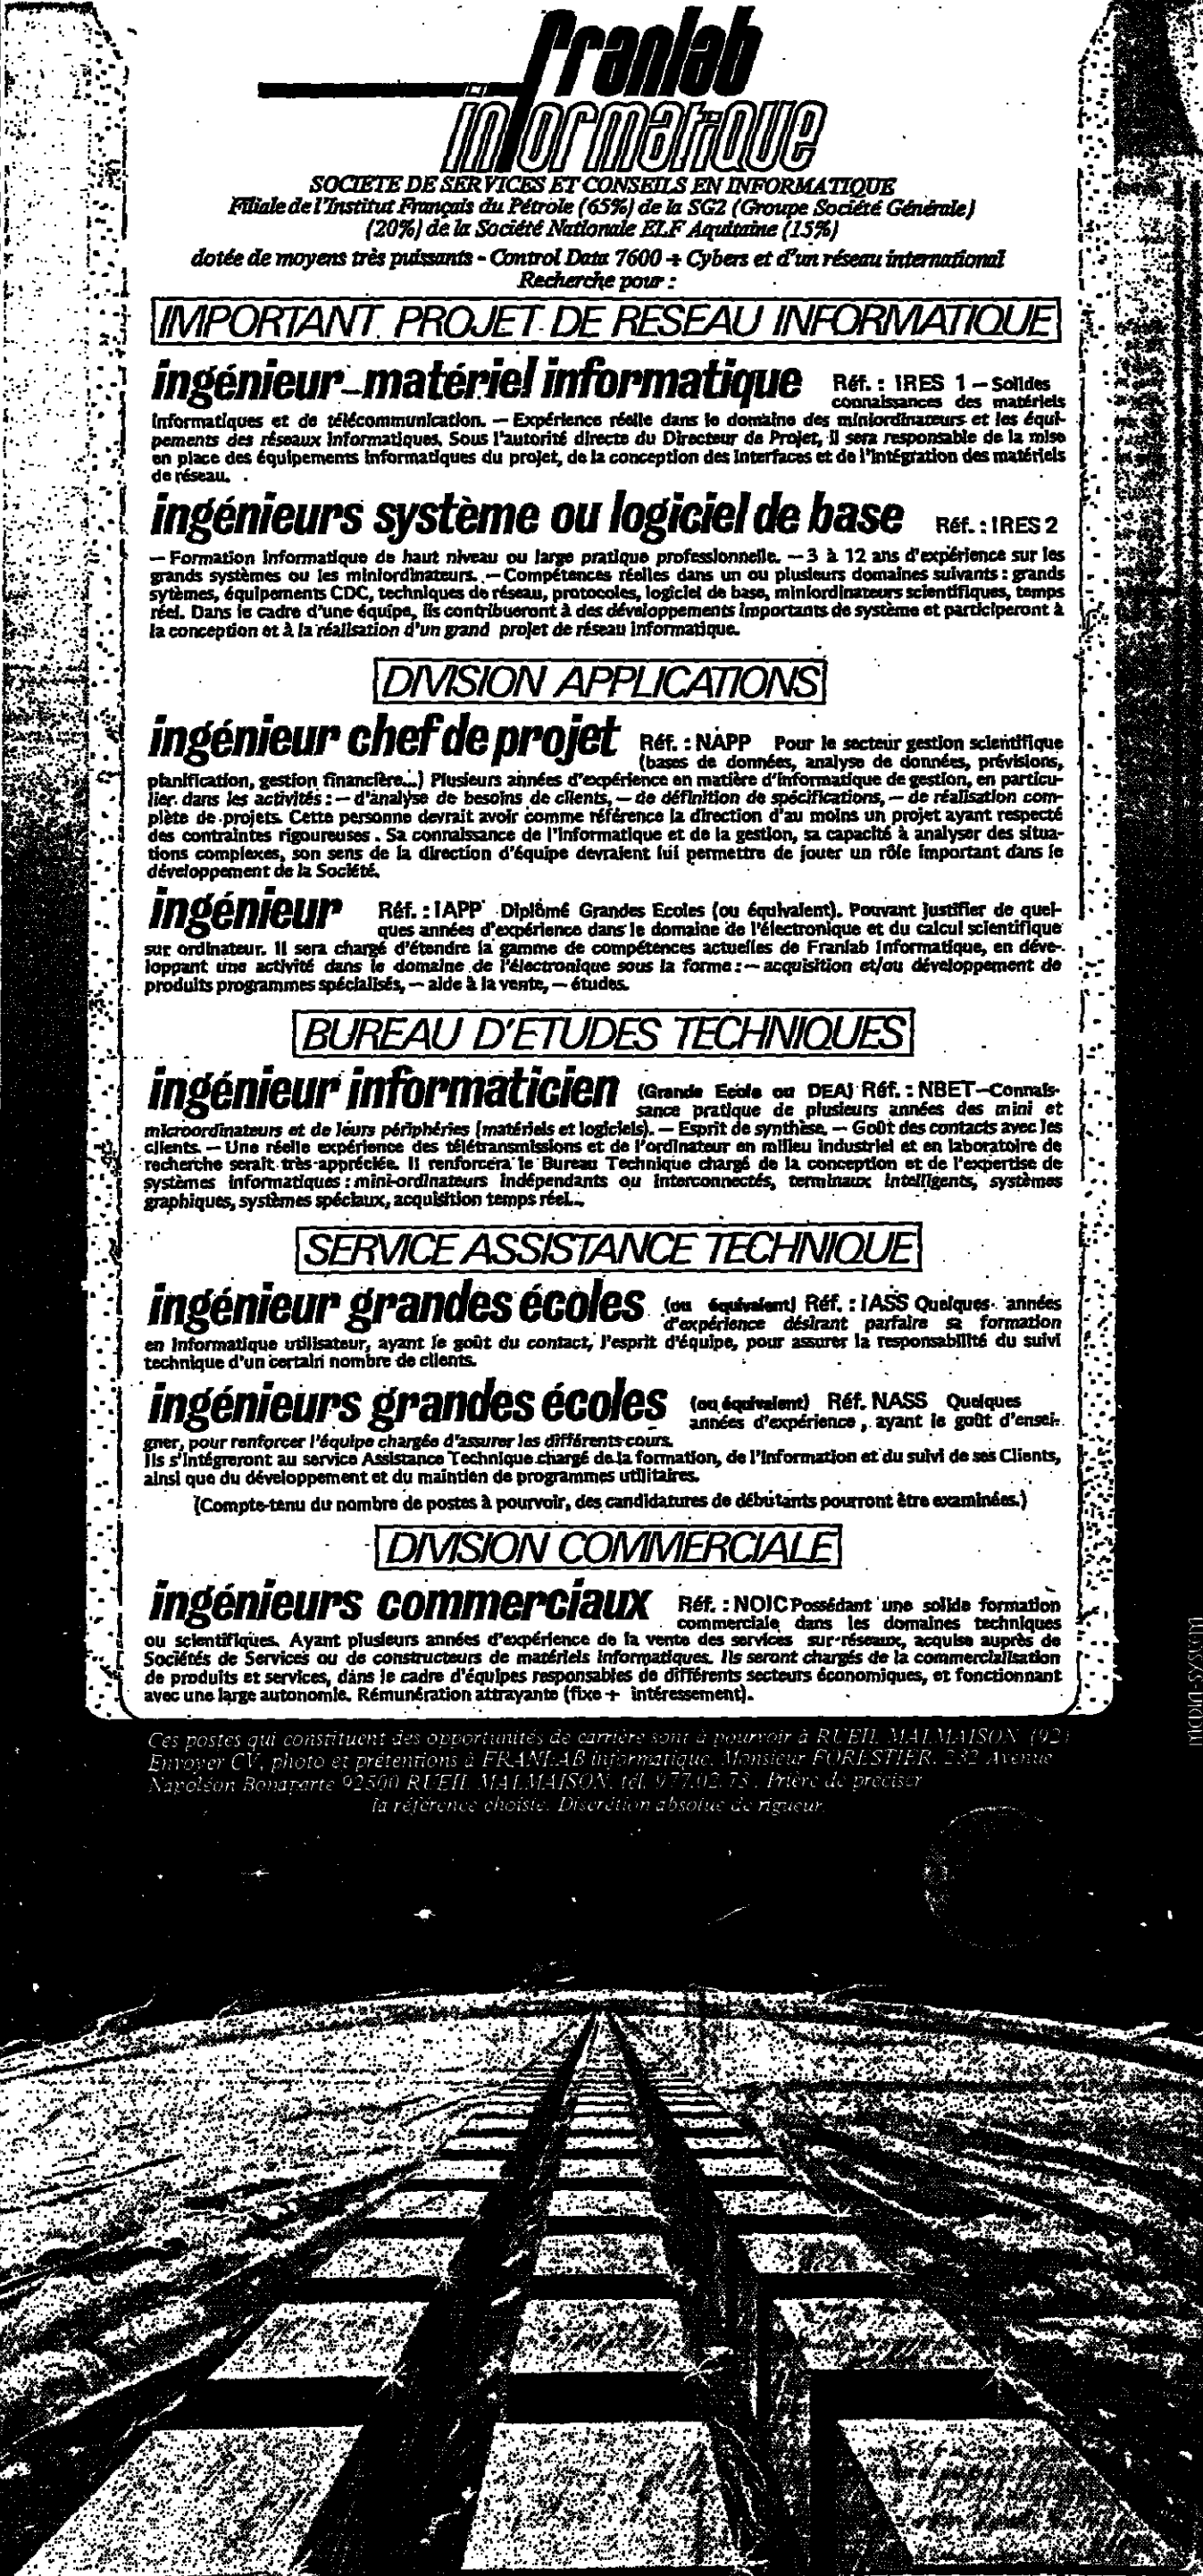 franlab
informatique
SOCIETE DE SERVICES ET CONSEILS EN INFORMATIQUE
Filiale de l'Institut Français du Pétrole (65%) de la SG2 (Groupe Société Générale)
(20%) de la Société Nationale ELF Aquitaine (15%)
dotée de moyens très puissants - Control Data 7600 + Cybers et d'un réseau international
Recherche pour :
IMPORTANT PROJET DE RESEAU INFORMATIQUE
ingénieur matériel informatique Réf. : IRES 1 — Solides
connaissances des matériels
informatiques et de télécommunication. — Expérience réelle dans le domaine des miniordinateurs et les équi-
pements des réseaux informatiques. Sous l'autorité directe du Directeur de Projet, il sera responsable de la mise
en place des équipements informatiques du projet, de la conception des interfaces et de l'intégration des matériels
de réseau.
ingénieurs système ou logiciel de base Réf. : IRES 2
— Formation informatique de haut niveau ou large pratique professionnelle. — 3 à 12 ans d'expérience sur les
grands systèmes ou les miniordinateurs. — Compétences réelles dans un ou plusieurs domaines suivants : grands
sytèmes, équipements CDC, techniques de réseau, protocoles, logiciel de base, miniordinateurs scientifiques, temps
réel. Dans le cadre d'une équipe, ils contribueront à des développements importants de système et participeront à
la conception et à la réalisation d'un grand projet de réseau informatique.
DIVISION APPLICATIONS
ingénieur chef de projet Réf. : NAPP Pour le secteur gestion scientifique
(bases de données, analyse de données, prévisions,
planification, gestion financière...) Plusieurs années d'expérience en matière d'informatique de gestion, en particu-
lier dans les activités : — d'analyse de besoins de clients, — de définition de spécifications, — de réalisation com-
plète de projets. Cette personne devrait avoir comme référence la direction d'au moins un projet ayant respecté
des contraintes rigoureuses. Sa connaissance de l'informatique et de la gestion, sa capacité à analyser des situa-
tions complexes, son sens de la direction d'équipe devraient lui permettre de jouer un rôle important dans le
développement de la Société.
ingénieur Réf. : IAPP Diplômé Grandes Ecoles (ou équivalent). Pouvant justifier de quel-
ques années d'expérience dans le domaine de l'électronique et du calcul scientifique
sur ordinateur. Il sera chargé d'étendre la gamme de compétences actuelles de Franlab Informatique, en déve-
loppant une activité dans le domaine de l'électronique sous la forme : — acquisition et/ou développement de
produits programmes spécialisés, — aide à la vente, — études.
BUREAU D'ETUDES TECHNIQUES
ingénieur informaticien (Grande Ecole ou DEA) Réf. : NBET—Connais-
sance pratique de plusieurs années des mini et
microordinateurs et de leurs périphéries (matériels et logiciels). — Esprit de synthèse. — Goût des contacts avec les
clients. — Une réelle expérience des télétransmissions et de l'ordinateur en milieu industriel et en laboratoire de
recherche serait très appréciée. Il renforcera le Bureau Technique chargé de la conception et de l'expertise de
systèmes informatiques : mini-ordinateurs indépendants ou interconnectés, terminaux intelligents, systèmes
graphiques, systèmes spéciaux, acquisition temps réel...
SERVICE ASSISTANCE TECHNIQUE
ingénieur grandes écoles (ou équivalent) Réf. : IASS Quelques années
d'expérience désirant parfaire sa formation
en informatique utilisateur, ayant le goût du contact, l'esprit d'équipe, pour assurer la responsabilité du suivi
technique d'un certain nombre de clients.
ingénieurs grandes écoles (ou équivalent) Réf. NASS Quelques
années d'expérience, ayant le goût d'ensei-
gner, pour renforcer l'équipe chargée d'assurer les différents cours.
Ils s'intégreront au service Assistance Technique chargé de la formation, de l'information et du suivi de ses Clients,
ainsi que du développement et du maintien de programmes utilitaires.
(Compte-tenu du nombre de postes à pourvoir, des candidatures de débutants pourront être examinées.)
DIVISION COMMERCIALE
ingénieurs commerciaux Réf. : NOIC Possédant une solide formation
commerciale dans les domaines techniques
ou scientifiques. Ayant plusieurs années d'expérience de la vente des services sur réseaux, acquise auprès de
Sociétés de Services ou de constructeurs de matériels informatiques. Ils seront chargés de la commercialisation
de produits et services, dans le cadre d'équipes responsables de différents secteurs économiques, et fonctionnant
avec une large autonomie. Rémunération attrayante (fixe + intéressement).
Ces postes qui constituent des opportunités de carrière sont à pourvoir à RUEIL MALMAISON (92)
Envoyer CV, photo et prétentions à FRANLAB informatique, Monsieur FORESTIER, 232 Avenue
Napoléon Bonaparte 92500 RUEIL MALMAISON, tél. 977.02.73. Prière de préciser
la référence choisie. Discrétion absolue de rigueur.